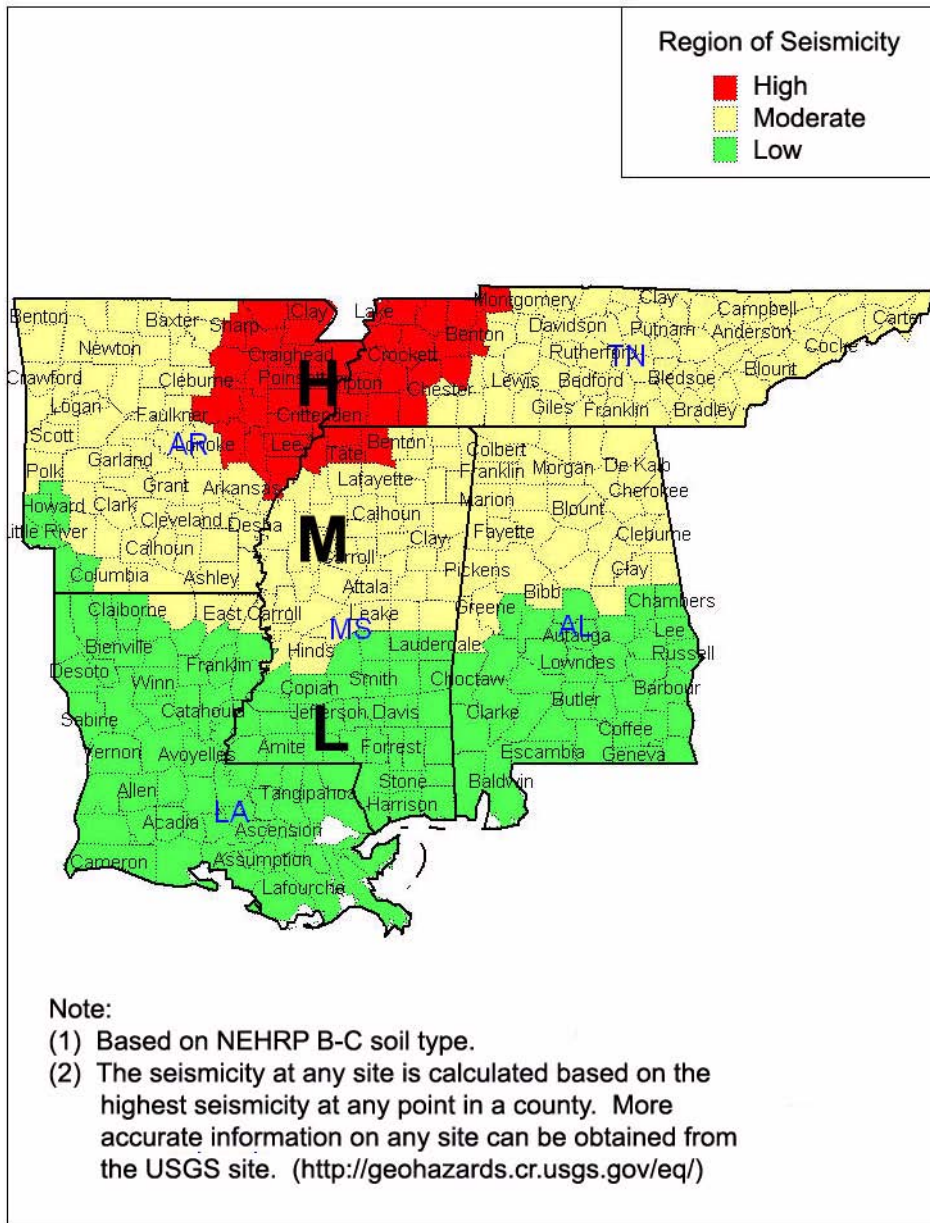 Region of Seismicity
High
Moderate
Low
Montgomery Clay
Benton Baxter Sharp Clay Lake Campbell Carter
Davidson Putnam Anderson
Newton Benton Cocke
Craighead Crockett Rutherford TN
Crawford Cleburne H Chester Lewis Bedford Bledsoe Blount
Logan Faulkner Crittenden Giles Franklin Bradley
Scott AR Lee Tate Benton Colbert
Polk Garland Lafayette Franklin Morgan De Kalb
Grant Arkansas Marion Cherokee
Howard Clark Cleveland Desha Calhoun Fayette Blount
Little River Calhoun M Clay Cleburne
Columbia Ashley Attala Pickens Clay
Claiborne East Carroll Leake Greene Bibb Chambers
MS AL
Bienville Franklin Hinds Lauderdale Autauga Lee
Desoto Winn Smith Choctaw Lowndes Russell
Copiah Butler Barbour
Sabine Catahoula Jefferson Davis Clarke
L Coffee
Vernon Avoyelles Amite Forrest Escambia Geneva
Allen Tangipahoa Stone Baldwin
Acadia LA Ascension Harrison
Cameron Assumption
Lafourche
Note:
(1) Based on NEHRP B-C soil type.
(2) The seismicity at any site is calculated based on the
highest seismicity at any point in a county. More
accurate information on any site can be obtained from
the USGS site. (http://geohazards.cr.usgs.gov/eq/)